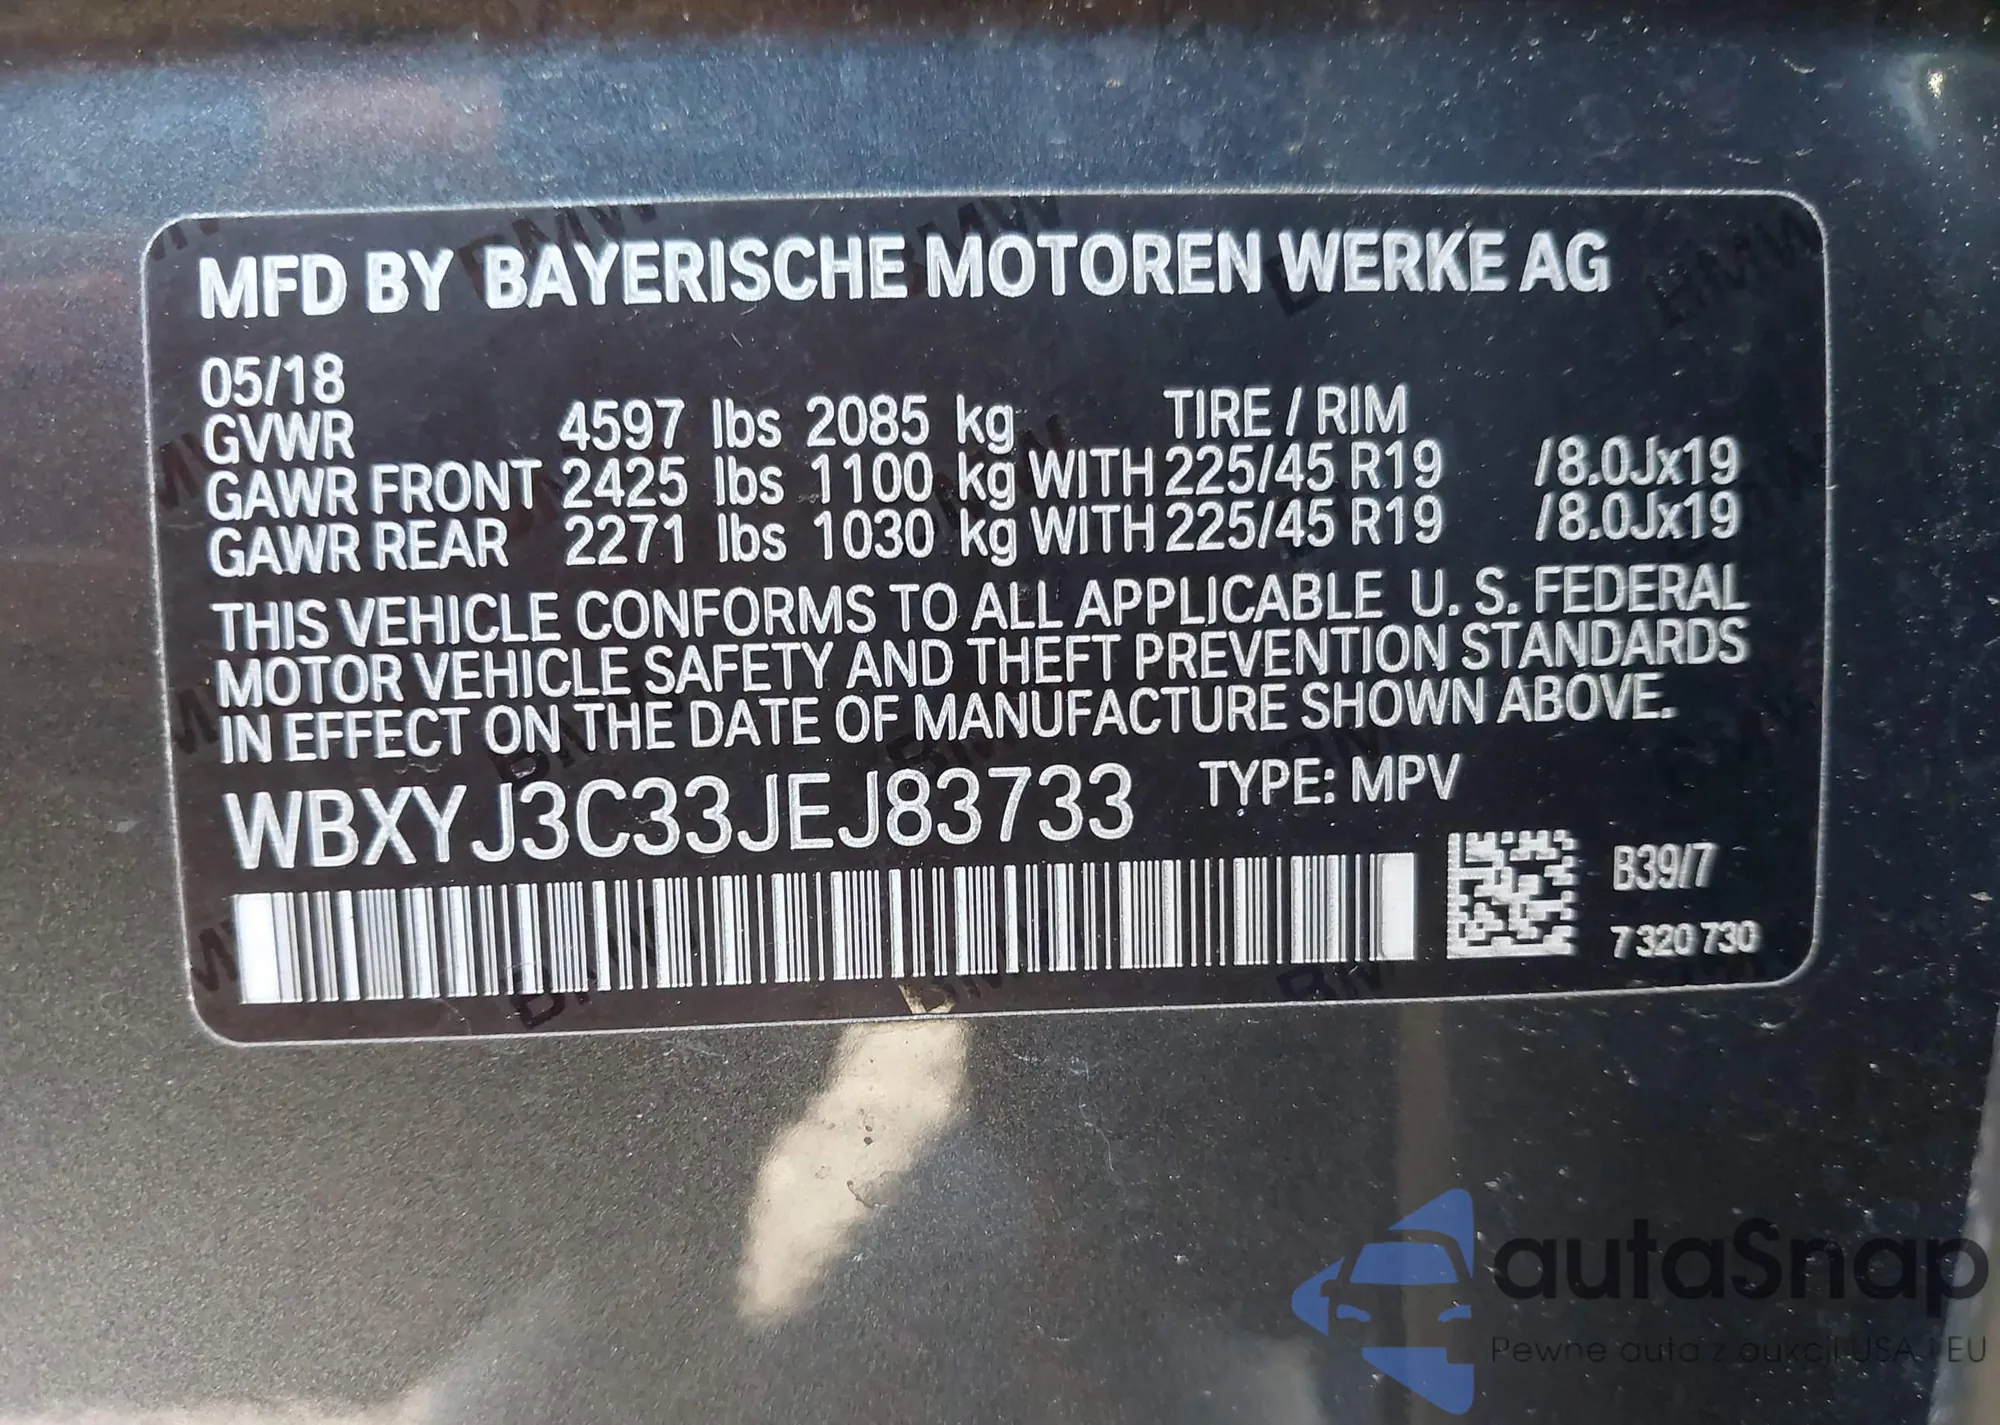 MFD BY BAYERISCHE MOTOREN WERKE AG
05/18
GVWR 4597 lbs 2085 kg TIRE / RIM
GAWR FRONT 2425 lbs 1100 kg WITH 225/45 R19 /8.0Jx19
GAWR REAR 2271 lbs 1030 kg WITH 225/45 R19 /8.0Jx19
THIS VEHICLE CONFORMS TO ALL APPLICABLE U. S. FEDERAL
MOTOR VEHICLE SAFETY AND THEFT PREVENTION STANDARDS
IN EFFECT ON THE DATE OF MANUFACTURE SHOWN ABOVE.
WBXYJ3C33JEJ83733 TYPE: MPV
B39/7
7 320 730
autaSnap
Pewne auta z aukcji USA i EU